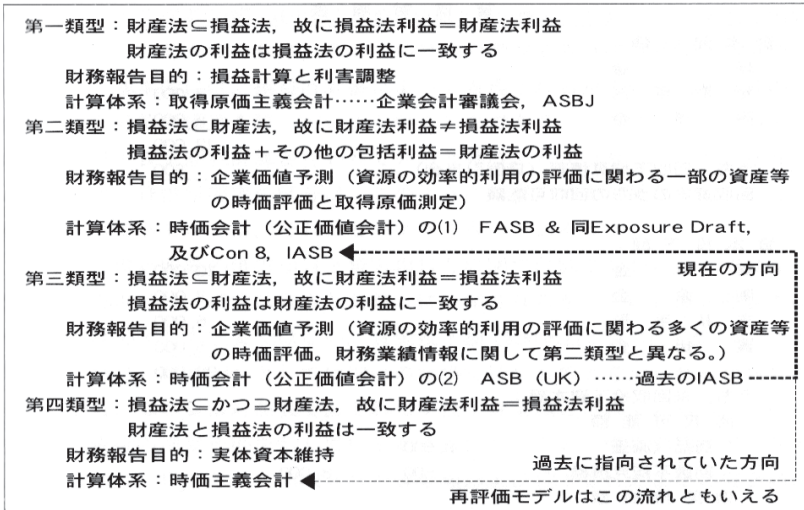 第一類型：財産法⊆損益法，故に損益法利益＝財産法利益
財産法の利益は損益法の利益に一致する
財務報告目的：損益計算と利害調整
計算体系：取得原価主義会計……企業会計審議会，ASBJ
第二類型：損益法⊂財産法，故に財産法利益≠損益法利益
損益法の利益＋その他の包括利益＝財産法の利益
財務報告目的：企業価値予測（資源の効率的利用の評価に関わる一部の資産等
の時価評価と取得原価測定）
計算体系：時価会計（公正価値会計）の⑴　FASB & 同Exposure Draft,
及びCon 8，IASB
現在の方向
第三類型：損益法⊆財産法，故に財産法利益＝損益法利益
損益法の利益は財産法の利益に一致する
財務報告目的：企業価値予測（資源の効率的利用の評価に関わる多くの資産等
の時価評価。財務業績情報に関して第二類型と異なる。）
計算体系：時価会計（公正価値会計）の⑵　ASB（UK）……過去のIASB
第四類型：損益法⊆かつ⊇財産法，故に財産法利益＝損益法利益
財産法と損益法の利益は一致する
財務報告目的：実体資本維持
過去に指向されていた方向
計算体系：時価主義会計
再評価モデルはこの流れともいえる